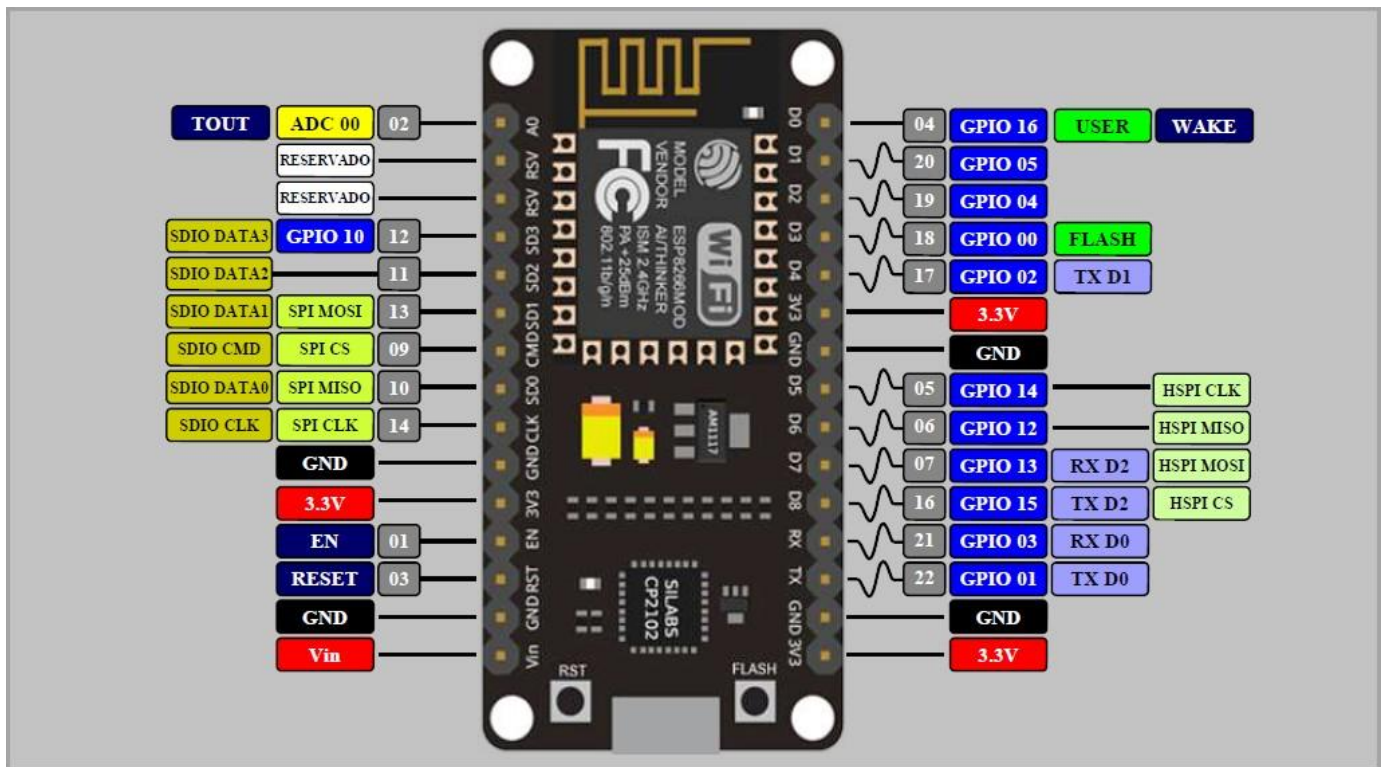 TOUT ADC 00 02 A0 D0 04 GPIO 16 USER WAKE
RESERVADO RSV D1 20 GPIO 05
RESERVADO RSV D2 19 GPIO 04
SDIO DATA3 GPIO 10 12 SD3 D3 18 GPIO 00 FLASH
SDIO DATA2 11 SD2 D4 17 GPIO 02 TX D1
SDIO DATA1 SPI MOSI 13 SD1 3V3 3.3V
SDIO CMD SPI CS 09 CMD GND GND
SDIO DATA0 SPI MISO 10 SD0 D5 05 GPIO 14 HSPI CLK
SDIO CLK SPI CLK 14 CLK D6 06 GPIO 12 HSPI MISO
GND GND D7 07 GPIO 13 RX D2 HSPI MOSI
3.3V 3V3 D8 16 GPIO 15 TX D2 HSPI CS
EN 01 EN RX 21 GPIO 03 RX D0
RESET 03 RST TX 22 GPIO 01 TX D0
GND GND GND GND
Vin Vin 3V3 3.3V
MODEL
VENDOR
ESP8266MOD
AI/THINKER
ISM 2.4GHz
PA +25dBm
802.11b/g/n
FC
Wi Fi
AM1117
SILABS
CP2102
RST FLASH